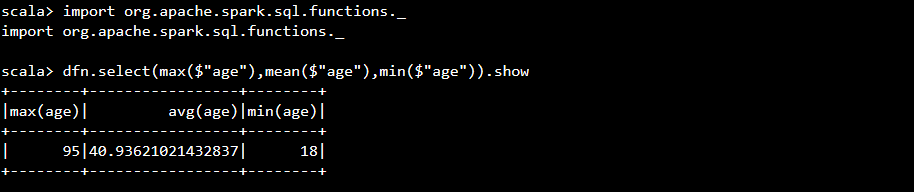 scala> import org.apache.spark.sql.functions._
import org.apache.spark.sql.functions._
scala> dfn.select(max($"age"),mean($"age"),min($"age")).show
+--------+-----------------+--------+
|max(age)|         avg(age)|min(age)|
+--------+-----------------+--------+
|      95|40.93621021432837|      18|
+--------+-----------------+--------+